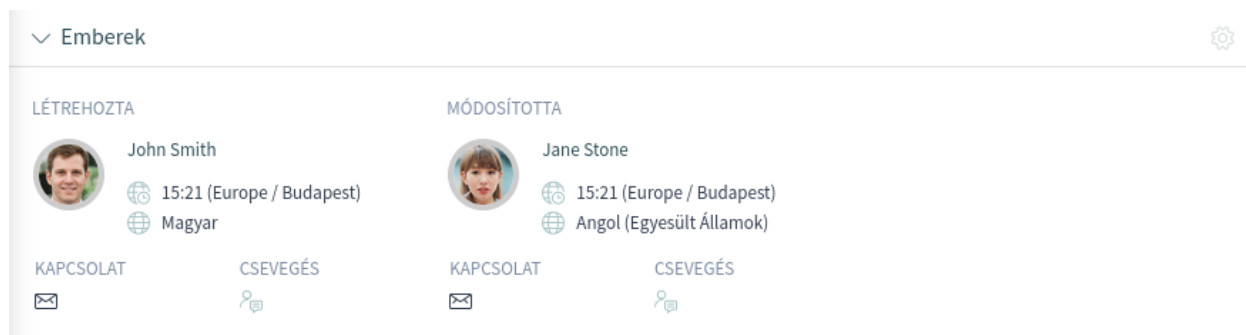 Emberek
LÉTREHOZTA
John Smith
15:21 (Europe / Budapest)
Magyar
KAPCSOLAT CSEVEGÉS
MÓDOSÍTOTTA
Jane Stone
15:21 (Europe / Budapest)
Angol (Egyesült Államok)
KAPCSOLAT CSEVEGÉS